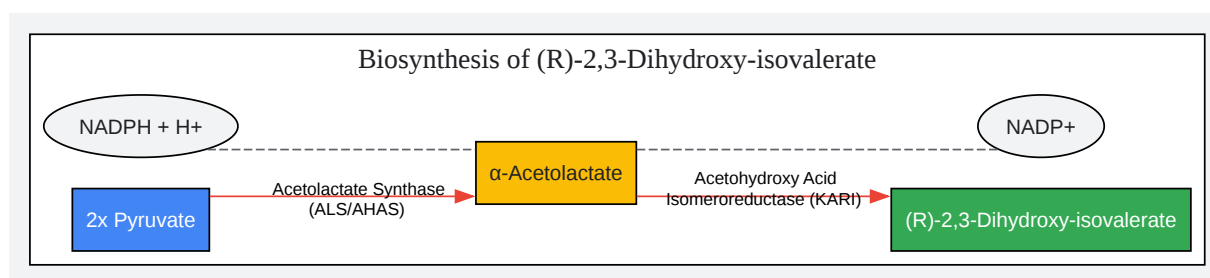 Biosynthesis of (R)-2,3-Dihydroxy-isovalerate
NADPH + H+
NADP+
2x Pyruvate
Acetolactate Synthase
(ALS/AHAS)
α-Acetolactate
Acetohydroxy Acid
Isomeroreductase (KARI)
(R)-2,3-Dihydroxy-isovalerate